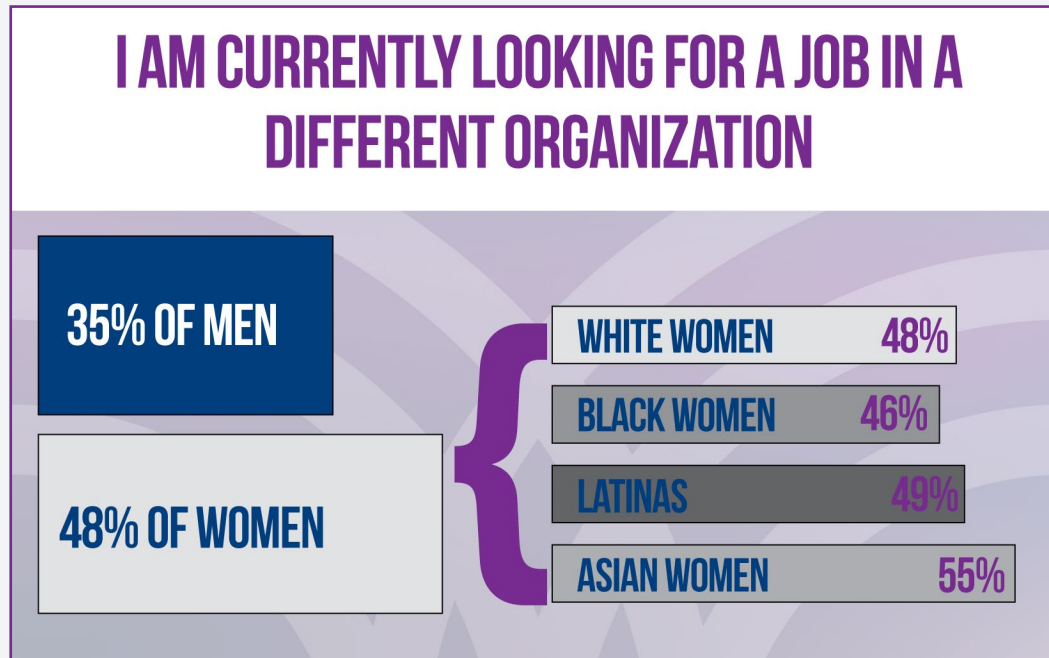 I AM CURRENTLY LOOKING FOR A JOB IN A
DIFFERENT ORGANIZATION
35% OF MEN
48% OF WOMEN
WHITE WOMEN 48%
BLACK WOMEN 46%
LATINAS 49%
ASIAN WOMEN 55%